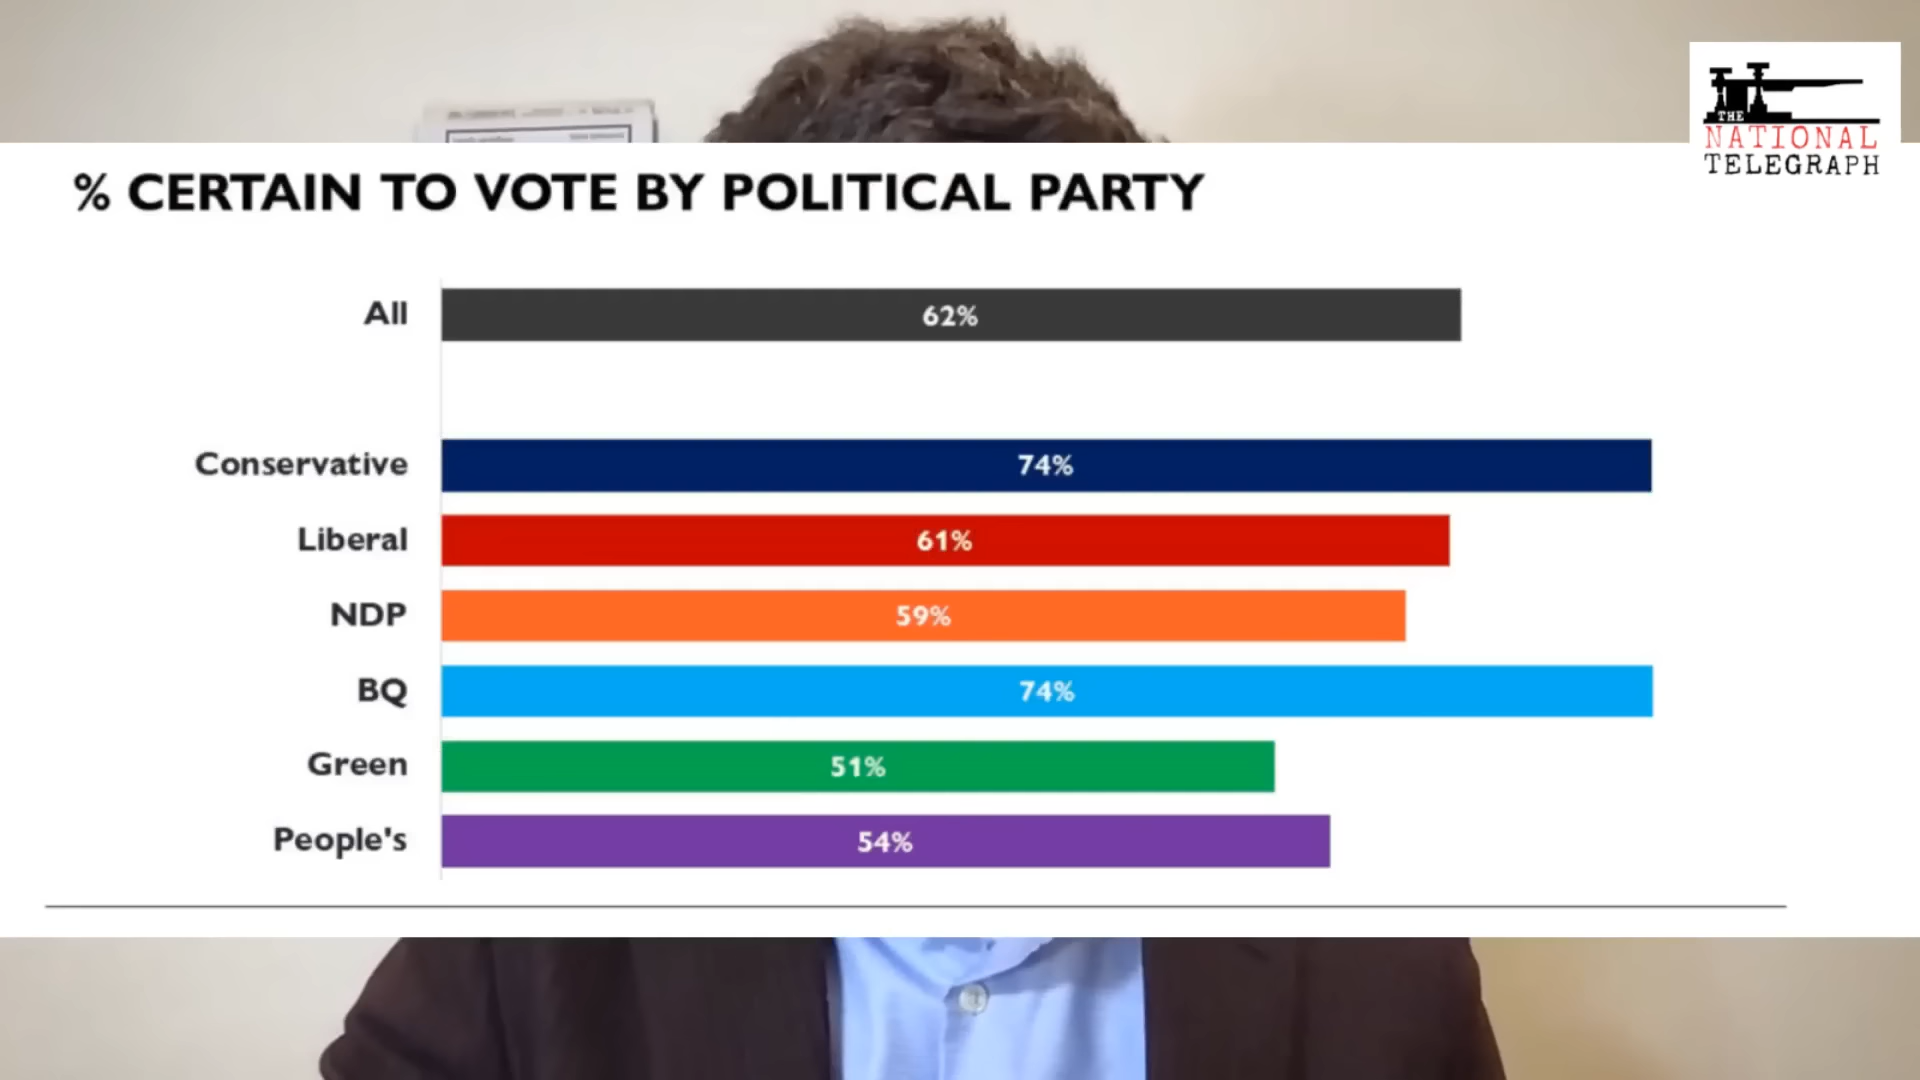 THE
NATIONAL
TELEGRAPH
% CERTAIN TO VOTE BY POLITICAL PARTY
All 62%
Conservative 74%
Liberal 61%
NDP 59%
BQ 74%
Green 51%
People's 54%